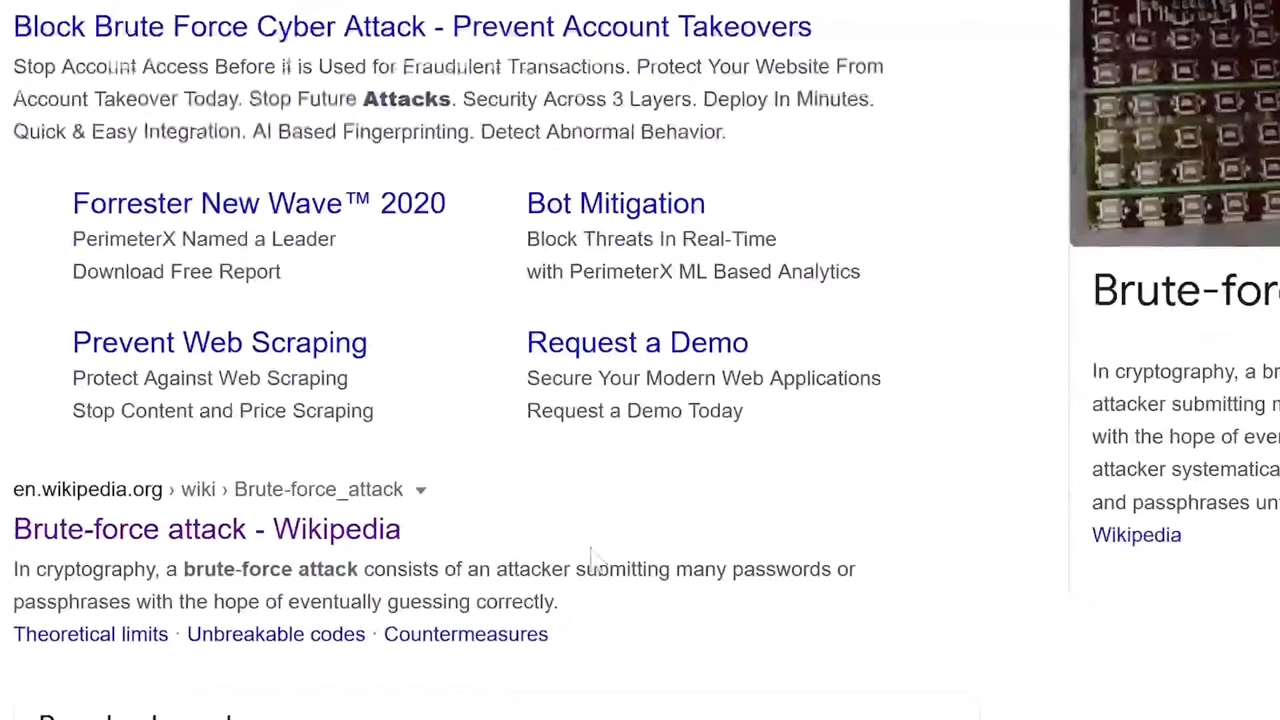 Block Brute Force Cyber Attack - Prevent Account Takeovers
Stop Account Access Before it is Used for Fraudulent Transactions. Protect Your Website From
Account Takeover Today. Stop Future Attacks. Security Across 3 Layers. Deploy In Minutes.
Quick & Easy Integration. AI Based Fingerprinting. Detect Abnormal Behavior.
Forrester New Wave™ 2020
PerimeterX Named a Leader
Download Free Report
Bot Mitigation
Block Threats In Real-Time
with PerimeterX ML Based Analytics
Prevent Web Scraping
Protect Against Web Scraping
Stop Content and Price Scraping
Request a Demo
Secure Your Modern Web Applications
Request a Demo Today
en.wikipedia.org › wiki › Brute-force_attack
Brute-force attack - Wikipedia
In cryptography, a brute-force attack consists of an attacker submitting many passwords or
passphrases with the hope of eventually guessing correctly.
Theoretical limits · Unbreakable codes · Countermeasures
Brute-for
In cryptography, a br
attacker submitting
with the hope of eve
attacker systematica
and passphrases un
Wikipedia